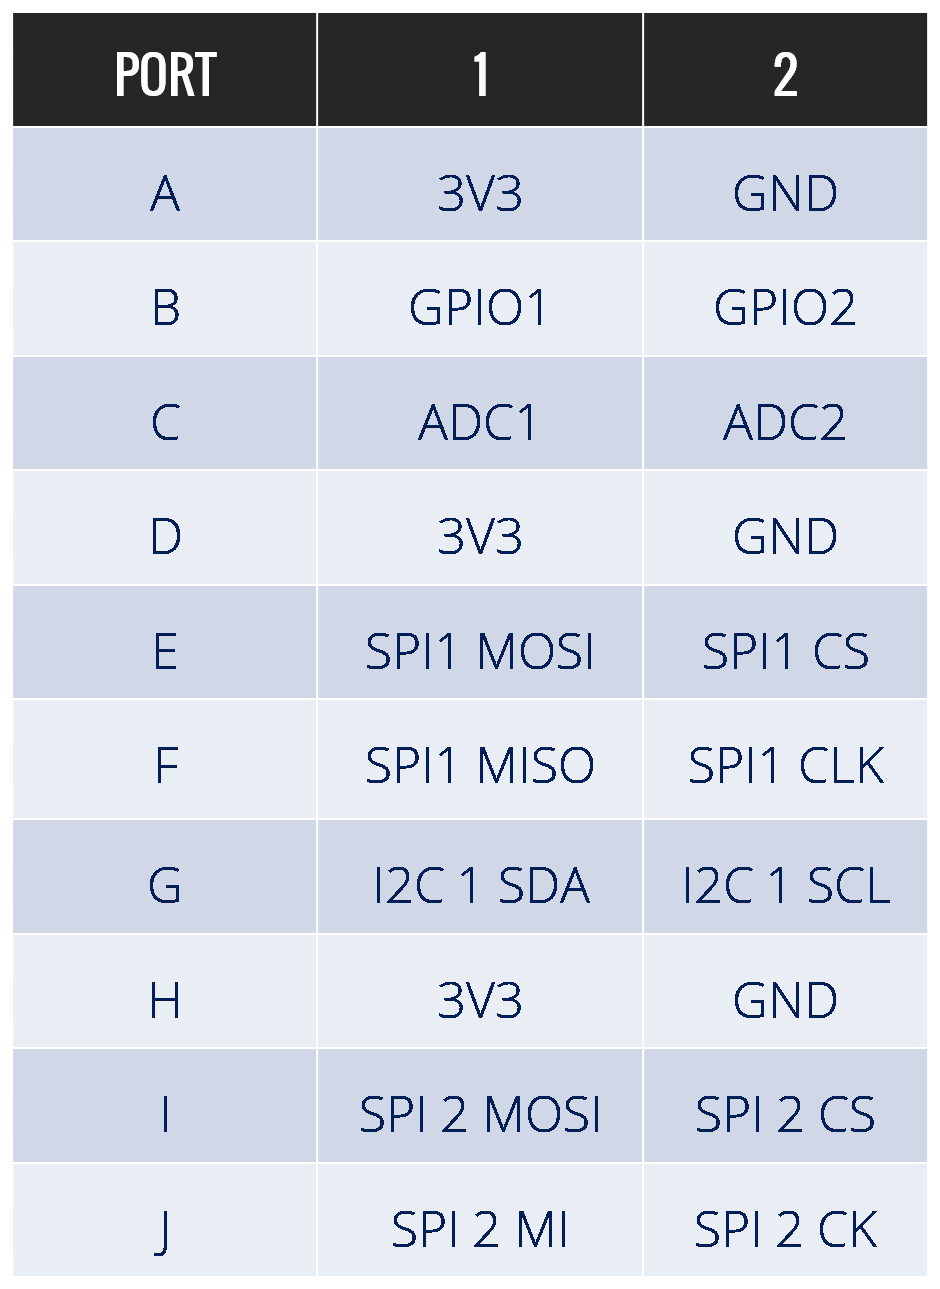 PORT 1 2
A 3V3 GND
B GPIO1 GPIO2
C ADC1 ADC2
D 3V3 GND
E SPI1 MOSI SPI1 CS
F SPI1 MISO SPI1 CLK
G I2C 1 SDA I2C 1 SCL
H 3V3 GND
I SPI 2 MOSI SPI 2 CS
J SPI 2 MI SPI 2 CK